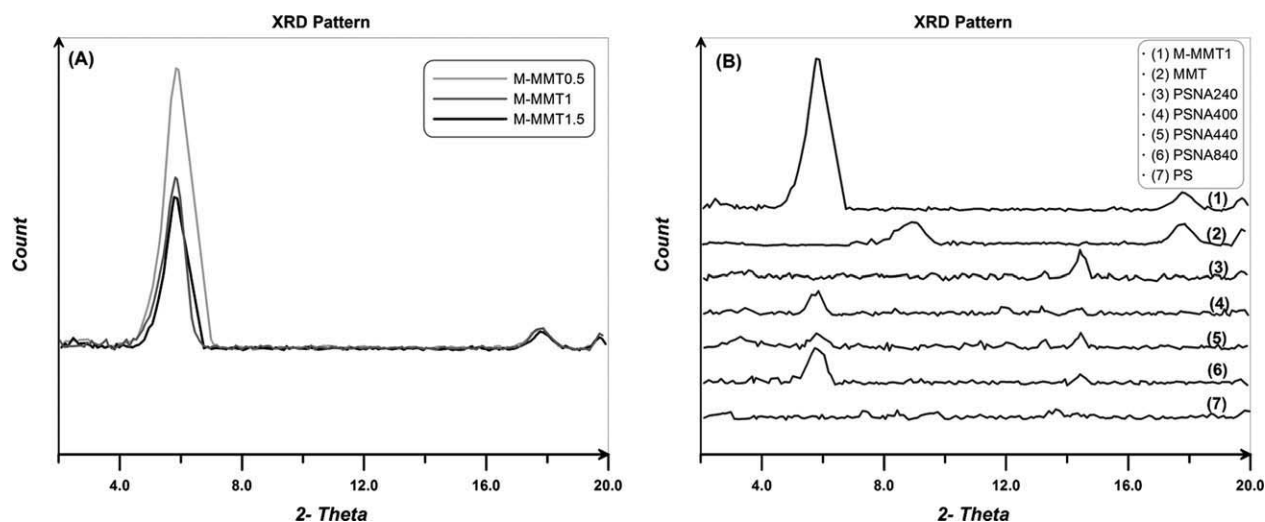 XRD Pattern
(A)
M-MMT0.5
M-MMT1
M-MMT1.5
Count
4.0 8.0 12.0 16.0 20.0
2- Theta
XRD Pattern
(B)
· (1) M-MMT1
· (2) MMT
· (3) PSNA240
· (4) PSNA400
· (5) PSNA440
· (6) PSNA840
· (7) PS
(1)
(2)
(3)
(4)
(5)
(6)
(7)
Count
4.0 8.0 12.0 16.0 20.0
2- Theta